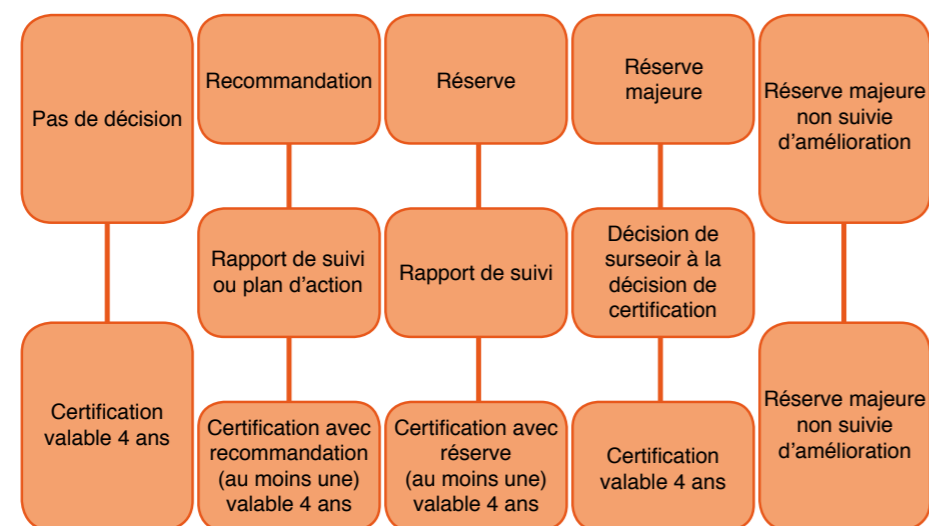 Pas de décision
Recommandation
Réserve
Réserve
majeure
Réserve majeure
non suivie
d’amélioration
Rapport de suivi
ou plan d’action
Rapport de suivi
Décision de
surseoir à la
décision de
certification
Certification
valable 4 ans
Certification avec
recommandation
(au moins une)
valable 4 ans
Certification avec
réserve
(au moins une)
valable 4 ans
Certification
valable 4 ans
Réserve majeure
non suivie
d’amélioration